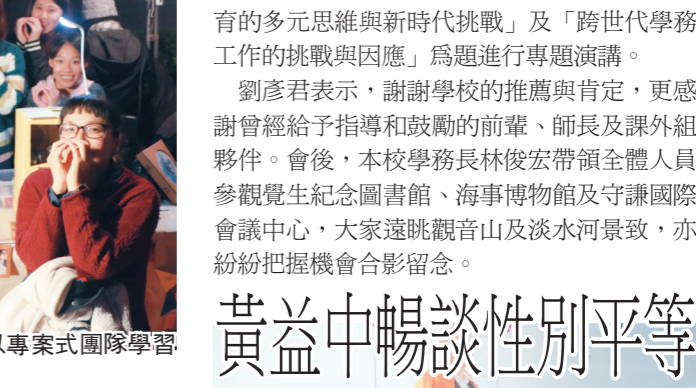 育的多元思維與新時代挑戰」及「跨世代學務
工作的挑戰與因應」為題進行專題演講。
劉彥君表示，謝謝學校的推薦與肯定，更感
謝曾經給予指導和鼓勵的前輩、師長及課外組
夥伴。會後，本校學務長林俊宏帶領全體人員
參觀覺生紀念圖書館、海事博物館及守謙國際
會議中心，大家遠眺觀音山及淡水河景致，亦
紛紛把握機會合影留念。
專案式團隊學習
黃益中暢談性別平等